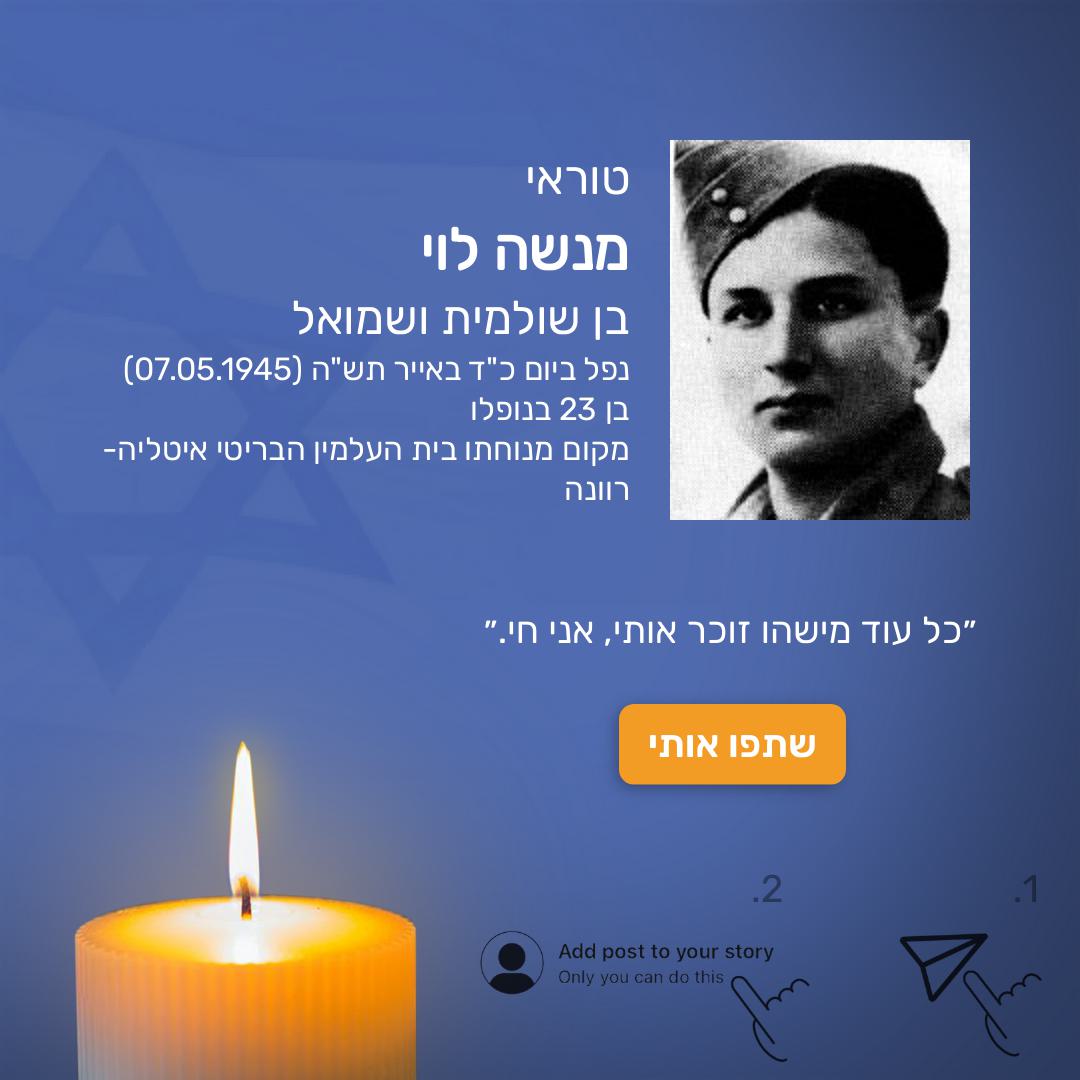 טוראי
מנשה לוי
בן שולמית ושמואל
נפל ביום כ"ד באייר תש"ה (07.05.1945)
בן 23 בנופלו
מקום מנוחתו בית העלמין הבריטי איטליה-
רוונה
״כל עוד מישהו זוכר אותי, אני חי.״
שתפו אותי
1.
2.
Add post to your story
Only you can do this